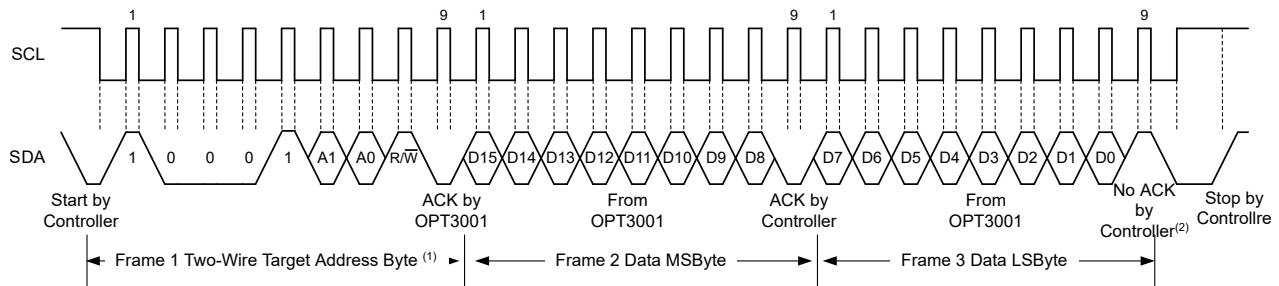 1 9 1 9 1 9
SCL
SDA
1 0 0 0 1 A1 A0 R/W̅ D15 D14 D13 D12 D11 D10 D9 D8 D7 D6 D5 D4 D3 D2 D1 D0
Start by
Controller
ACK by
OPT3001
From
OPT3001
ACK by
Controller
From
OPT3001
No ACK
by
Controller(2)
Stop by
Controllre
Frame 1 Two-Wire Target Address Byte (1)
Frame 2 Data MSByte
Frame 3 Data LSByte